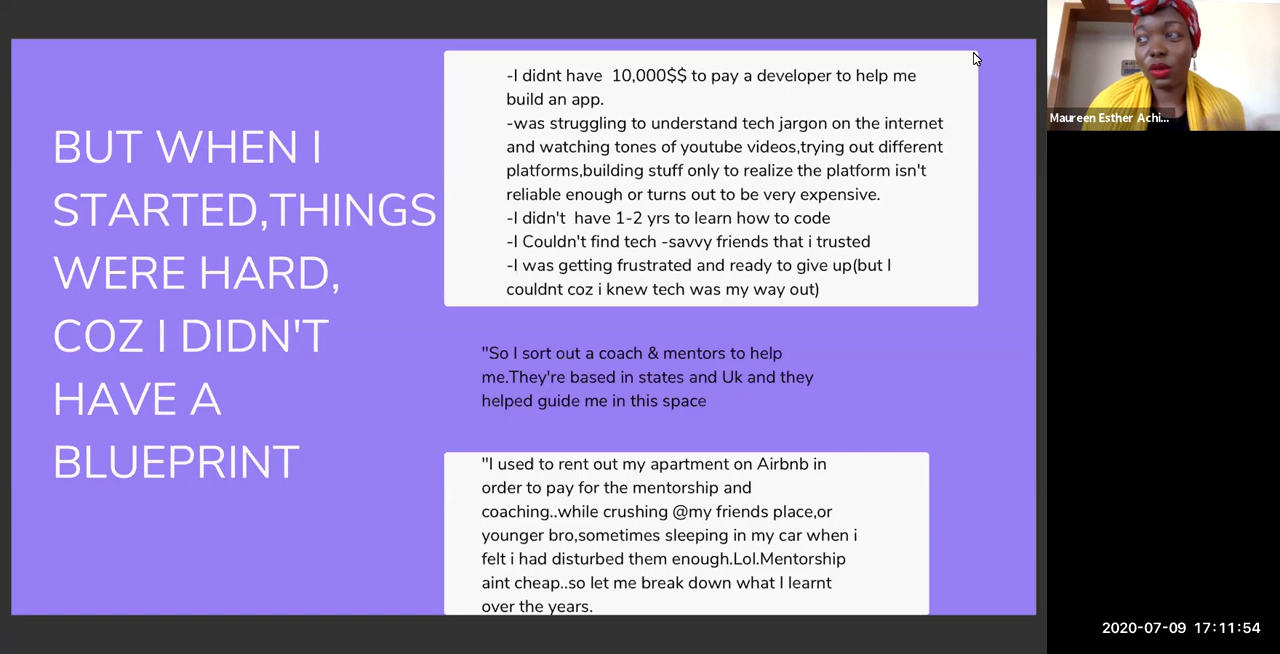 BUT WHEN I
STARTED,THINGS
WERE HARD,
COZ I DIDN'T
HAVE A
BLUEPRINT
-I didnt have  10,000$$ to pay a developer to help me
build an app.
-was struggling to understand tech jargon on the internet
and watching tones of youtube videos,trying out different
platforms,building stuff only to realize the platform isn't
reliable enough or turns out to be very expensive.
-I didn't  have 1-2 yrs to learn how to code
-I Couldn't find tech -savvy friends that i trusted
-I was getting frustrated and ready to give up(but I
couldnt coz i knew tech was my way out)
"So I sort out a coach & mentors to help
me.They're based in states and Uk and they
helped guide me in this space
"I used to rent out my apartment on Airbnb in
order to pay for the mentorship and
coaching..while crushing @my friends place,or
younger bro,sometimes sleeping in my car when i
felt i had disturbed them enough.Lol.Mentorship
aint cheap..so let me break down what I learnt
over the years.
Maureen Esther Achi...
2020-07-09 17:11:54